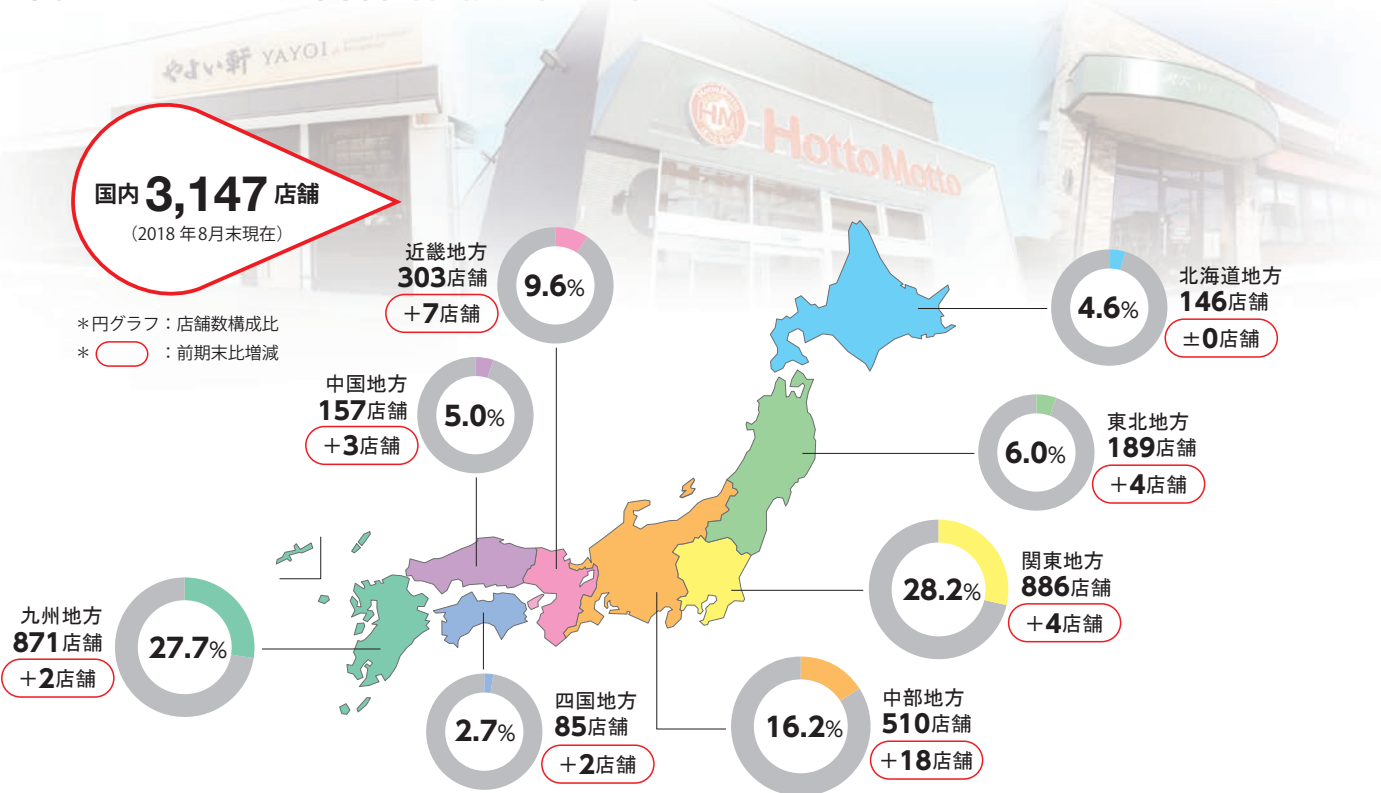 やよい軒 YAYOI
HM
HottoMotto
国内 3,147 店舗
（2018 年8月末現在）
＊円グラフ：店舗数構成比
＊ ：前期末比増減
近畿地方
303店舗
＋7店舗
9.6%
中国地方
157店舗
＋3店舗
5.0%
北海道地方
146店舗
±0店舗
4.6%
東北地方
189店舗
＋4店舗
6.0%
関東地方
886店舗
＋4店舗
28.2%
九州地方
871店舗
＋2店舗
27.7%
四国地方
85店舗
＋2店舗
2.7%
中部地方
510店舗
＋18店舗
16.2%